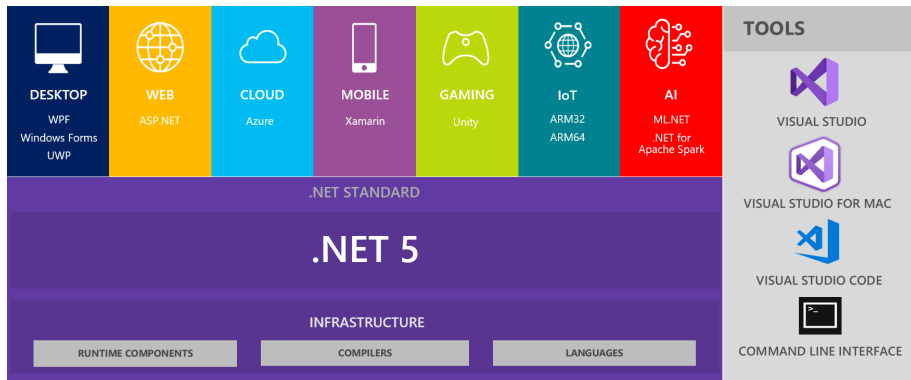 DESKTOP
WPF
Windows Forms
UWP
WEB
ASP.NET
CLOUD
Azure
MOBILE
Xamarin
GAMING
Unity
IoT
ARM32
ARM64
AI
ML.NET
.NET for
Apache Spark
.NET STANDARD
.NET 5
INFRASTRUCTURE
RUNTIME COMPONENTS
COMPILERS
LANGUAGES
TOOLS
VISUAL STUDIO
VISUAL STUDIO FOR MAC
VISUAL STUDIO CODE
>_
COMMAND LINE INTERFACE